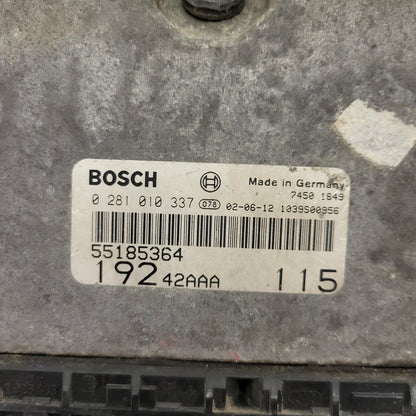 BOSCH Made in Germany
7450 1649
0 281 010 337 078 02-06-12 1039S00956
55185364
192 42AAA 115